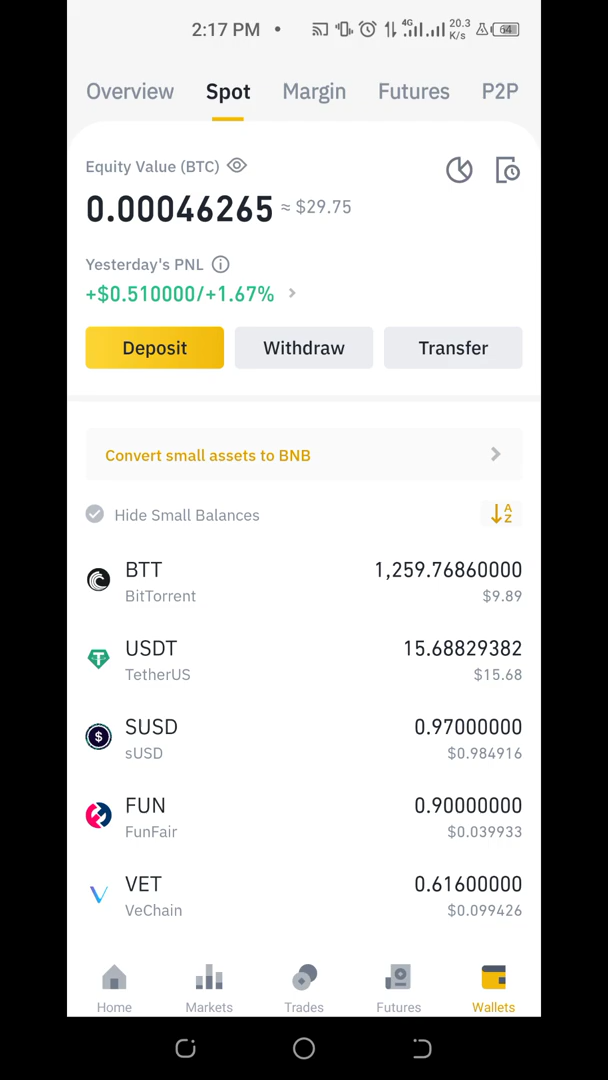 2:17 PM • 4G 20.3 K/s 64
Overview Spot Margin Futures P2P
Equity Value (BTC)
0.00046265 ≈ $29.75
Yesterday's PNL
+$0.510000/+1.67%
Deposit Withdraw Transfer
Convert small assets to BNB
Hide Small Balances A Z
BTT 1,259.76860000
BitTorrent $9.89
USDT 15.68829382
TetherUS $15.68
SUSD 0.97000000
sUSD $0.984916
FUN 0.90000000
FunFair $0.039933
VET 0.61600000
VeChain $0.099426
Home Markets Trades Futures Wallets